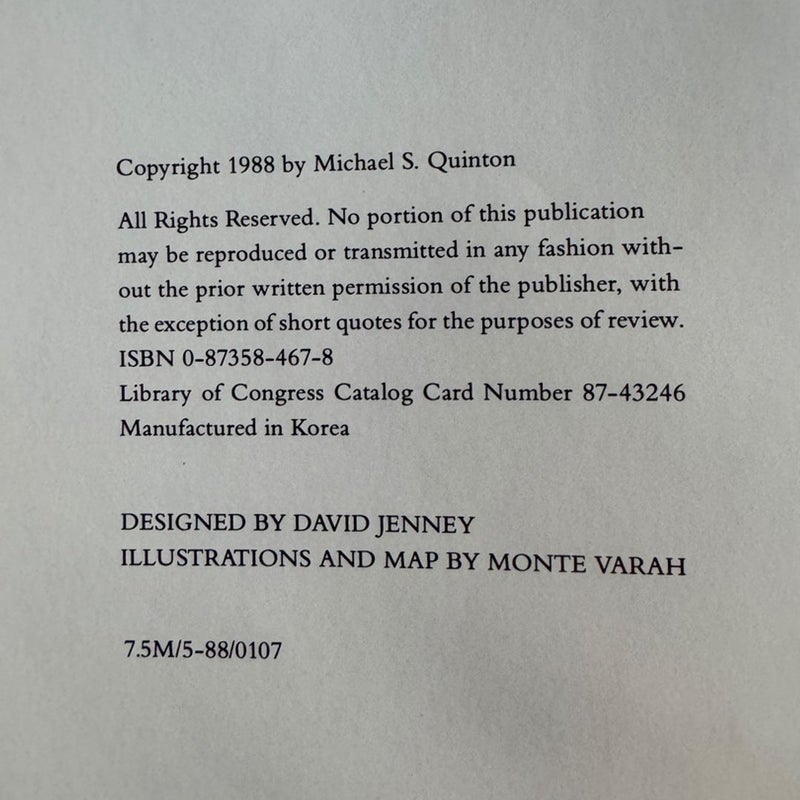 Copyright 1988 by Michael S. Quinton
All Rights Reserved. No portion of this publication
may be reproduced or transmitted in any fashion with-
out the prior written permission of the publisher, with
the exception of short quotes for the purposes of review.
ISBN 0-87358-467-8
Library of Congress Catalog Card Number 87-43246
Manufactured in Korea
DESIGNED BY DAVID JENNEY
ILLUSTRATIONS AND MAP BY MONTE VARAH
7.5M/5-88/0107